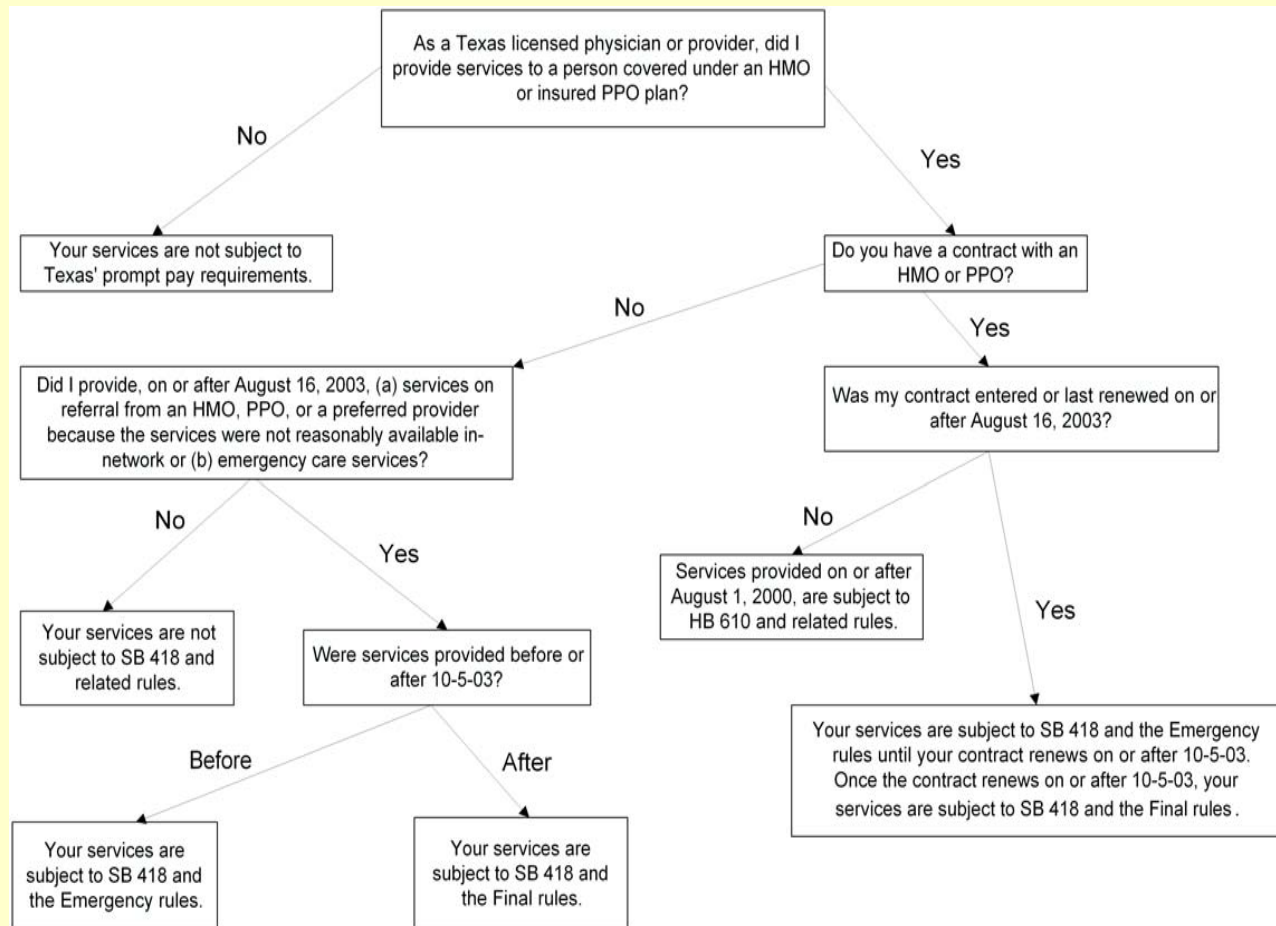 As a Texas licensed physician or provider, did I
provide services to a person covered under an HMO
or insured PPO plan?
No
Yes
Your services are not subject to
Texas' prompt pay requirements.
Do you have a contract with an
HMO or PPO?
No
Yes
Did I provide, on or after August 16, 2003, (a) services on
referral from an HMO, PPO, or a preferred provider
because the services were not reasonably available in-
network or (b) emergency care services?
Was my contract entered or last renewed on or
after August 16, 2003?
No
Yes
No
Yes
Services provided on or after
August 1, 2000, are subject to
HB 610 and related rules.
Your services are not
subject to SB 418 and
related rules.
Were services provided before or
after 10-5-03?
Your services are subject to SB 418 and the Emergency
rules until your contract renews on or after 10-5-03.
Once the contract renews on or after 10-5-03, your
services are subject to SB 418 and the Final rules.
Before
After
Your services are
subject to SB 418 and
the Emergency rules.
Your services are
subject to SB 418 and
the Final rules.